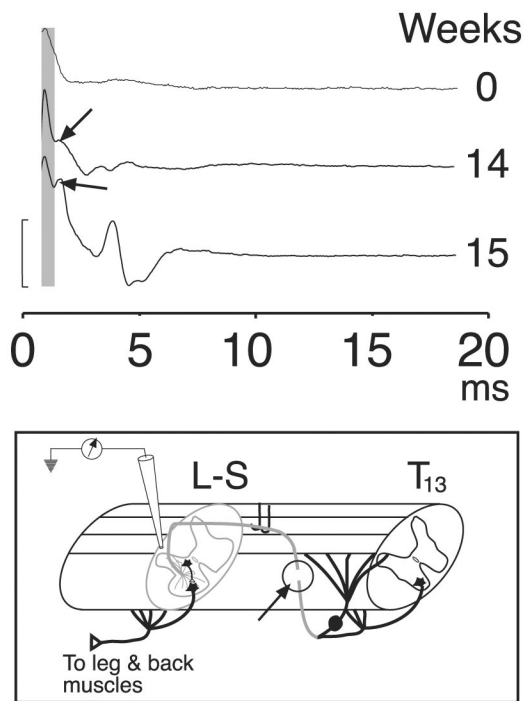 Weeks
0
14
15
0 5 10 15 20
ms
L-S T₁₃
To leg & back
muscles